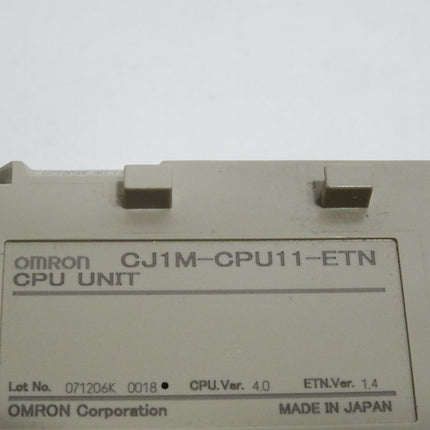 omron CJ1M-CPU11-ETN
CPU UNIT
Lot No. 071206K 0018 • CPU.Ver. 4.0 ETN.Ver. 1.4
OMRON Corporation MADE IN JAPAN